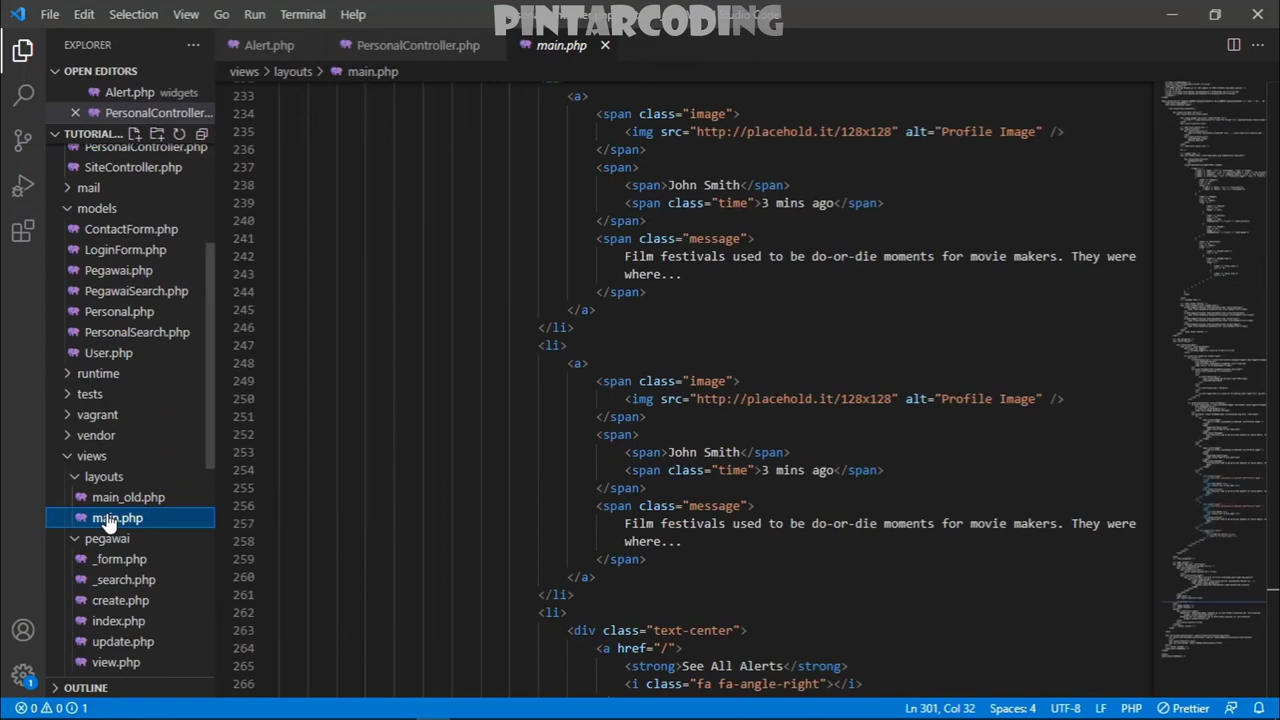 File Edit Selection View Go Run Terminal Help
PINTARCODING
EXPLORER
Alert.php PersonalController.php main.php
OPEN EDITORS
views layouts main.php
Alert.php widgets
PersonalController...
TUTORIAL...
PersonalController.php
SiteController.php
mail
models
ContactForm.php
LoginForm.php
Pegawai.php
PegawaiSearch.php
Personal.php
PersonalSearch.php
User.php
runtime
tests
vagrant
vendor
views
layouts
main_old.php
main.php
pegawai
_form.php
_search.php
create.php
index.php
update.php
view.php
OUTLINE
1
233 <a>
234 <span class="image">
235 <img src="http://placehold.it/128x128" alt="Profile Image" />
236 </span>
237 <span>
238 <span>John Smith</span>
239 <span class="time">3 mins ago</span>
240 </span>
241 <span class="message">
242 Film festivals used to be do-or-die moments for movie makers. They were
243 where...
244 </span>
245 </a>
246 </li>
247 <li>
248 <a>
249 <span class="image">
250 <img src="http://placehold.it/128x128" alt="Profile Image" />
251 </span>
252 <span>
253 <span>John Smith</span>
254 <span class="time">3 mins ago</span>
255 </span>
256 <span class="message">
257 Film festivals used to be do-or-die moments for movie makers. They were
258 where...
259 </span>
260 </a>
261 </li>
262 <li>
263 <div class="text-center">
264 <a href="/">
265 <strong>See All Alerts</strong>
266 <i class="fa fa-angle-right"></i>
0 0 1 Ln 301, Col 32 Spaces: 4 UTF-8 LF PHP Prettier